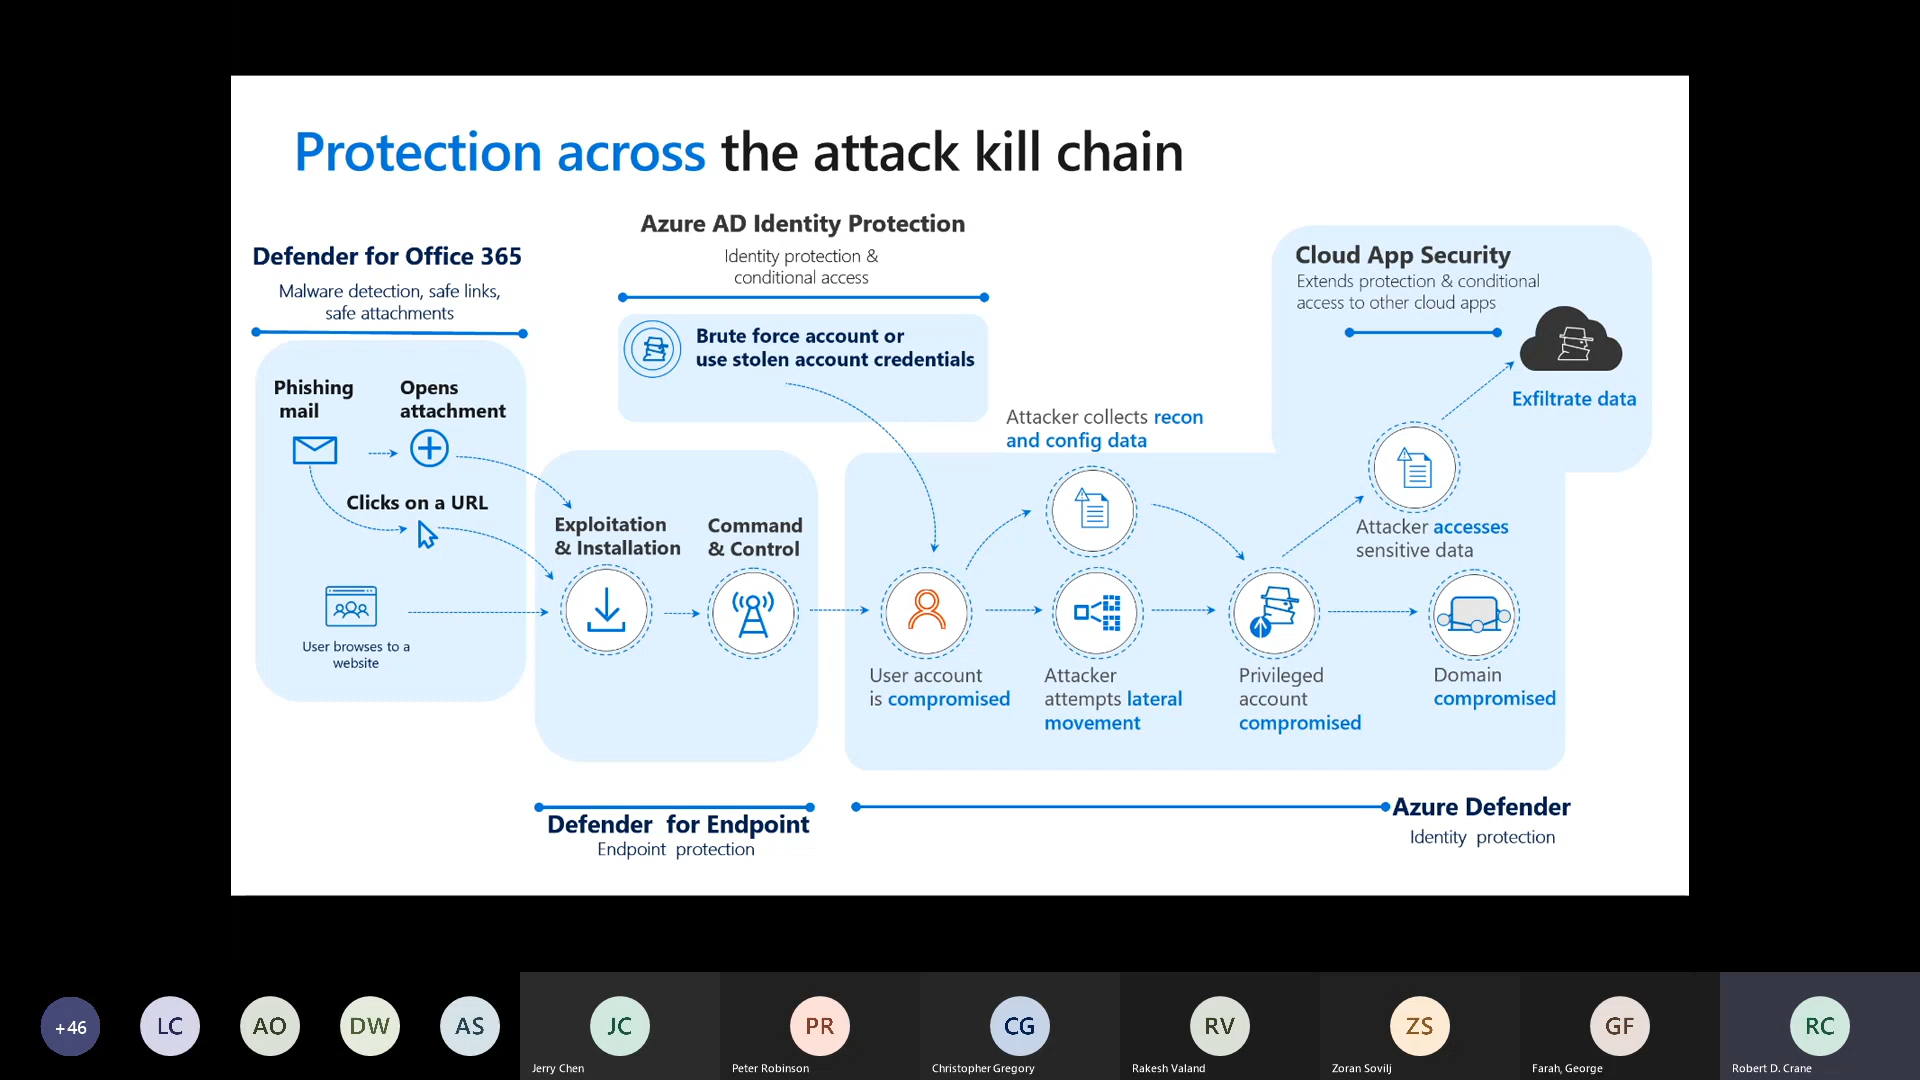 Protection across the attack kill chain
Defender for Office 365
Malware detection, safe links,
safe attachments
Phishing
mail
Opens
attachment
Clicks on a URL
User browses to a
website
Azure AD Identity Protection
Identity protection &
conditional access
Brute force account or
use stolen account credentials
Exploitation
& Installation
Command
& Control
Defender for Endpoint
Endpoint protection
Attacker collects recon
and config data
User account
is compromised
Attacker
attempts lateral
movement
Privileged
account
compromised
Domain
compromised
Attacker accesses
sensitive data
Cloud App Security
Extends protection & conditional
access to other cloud apps
Exfiltrate data
Azure Defender
Identity protection
+46
LC
AO
DW
AS
JC
Jerry Chen
PR
Peter Robinson
CG
Christopher Gregory
RV
Rakesh Valand
ZS
Zoran Sovilj
GF
Farah, George
RC
Robert D. Crane